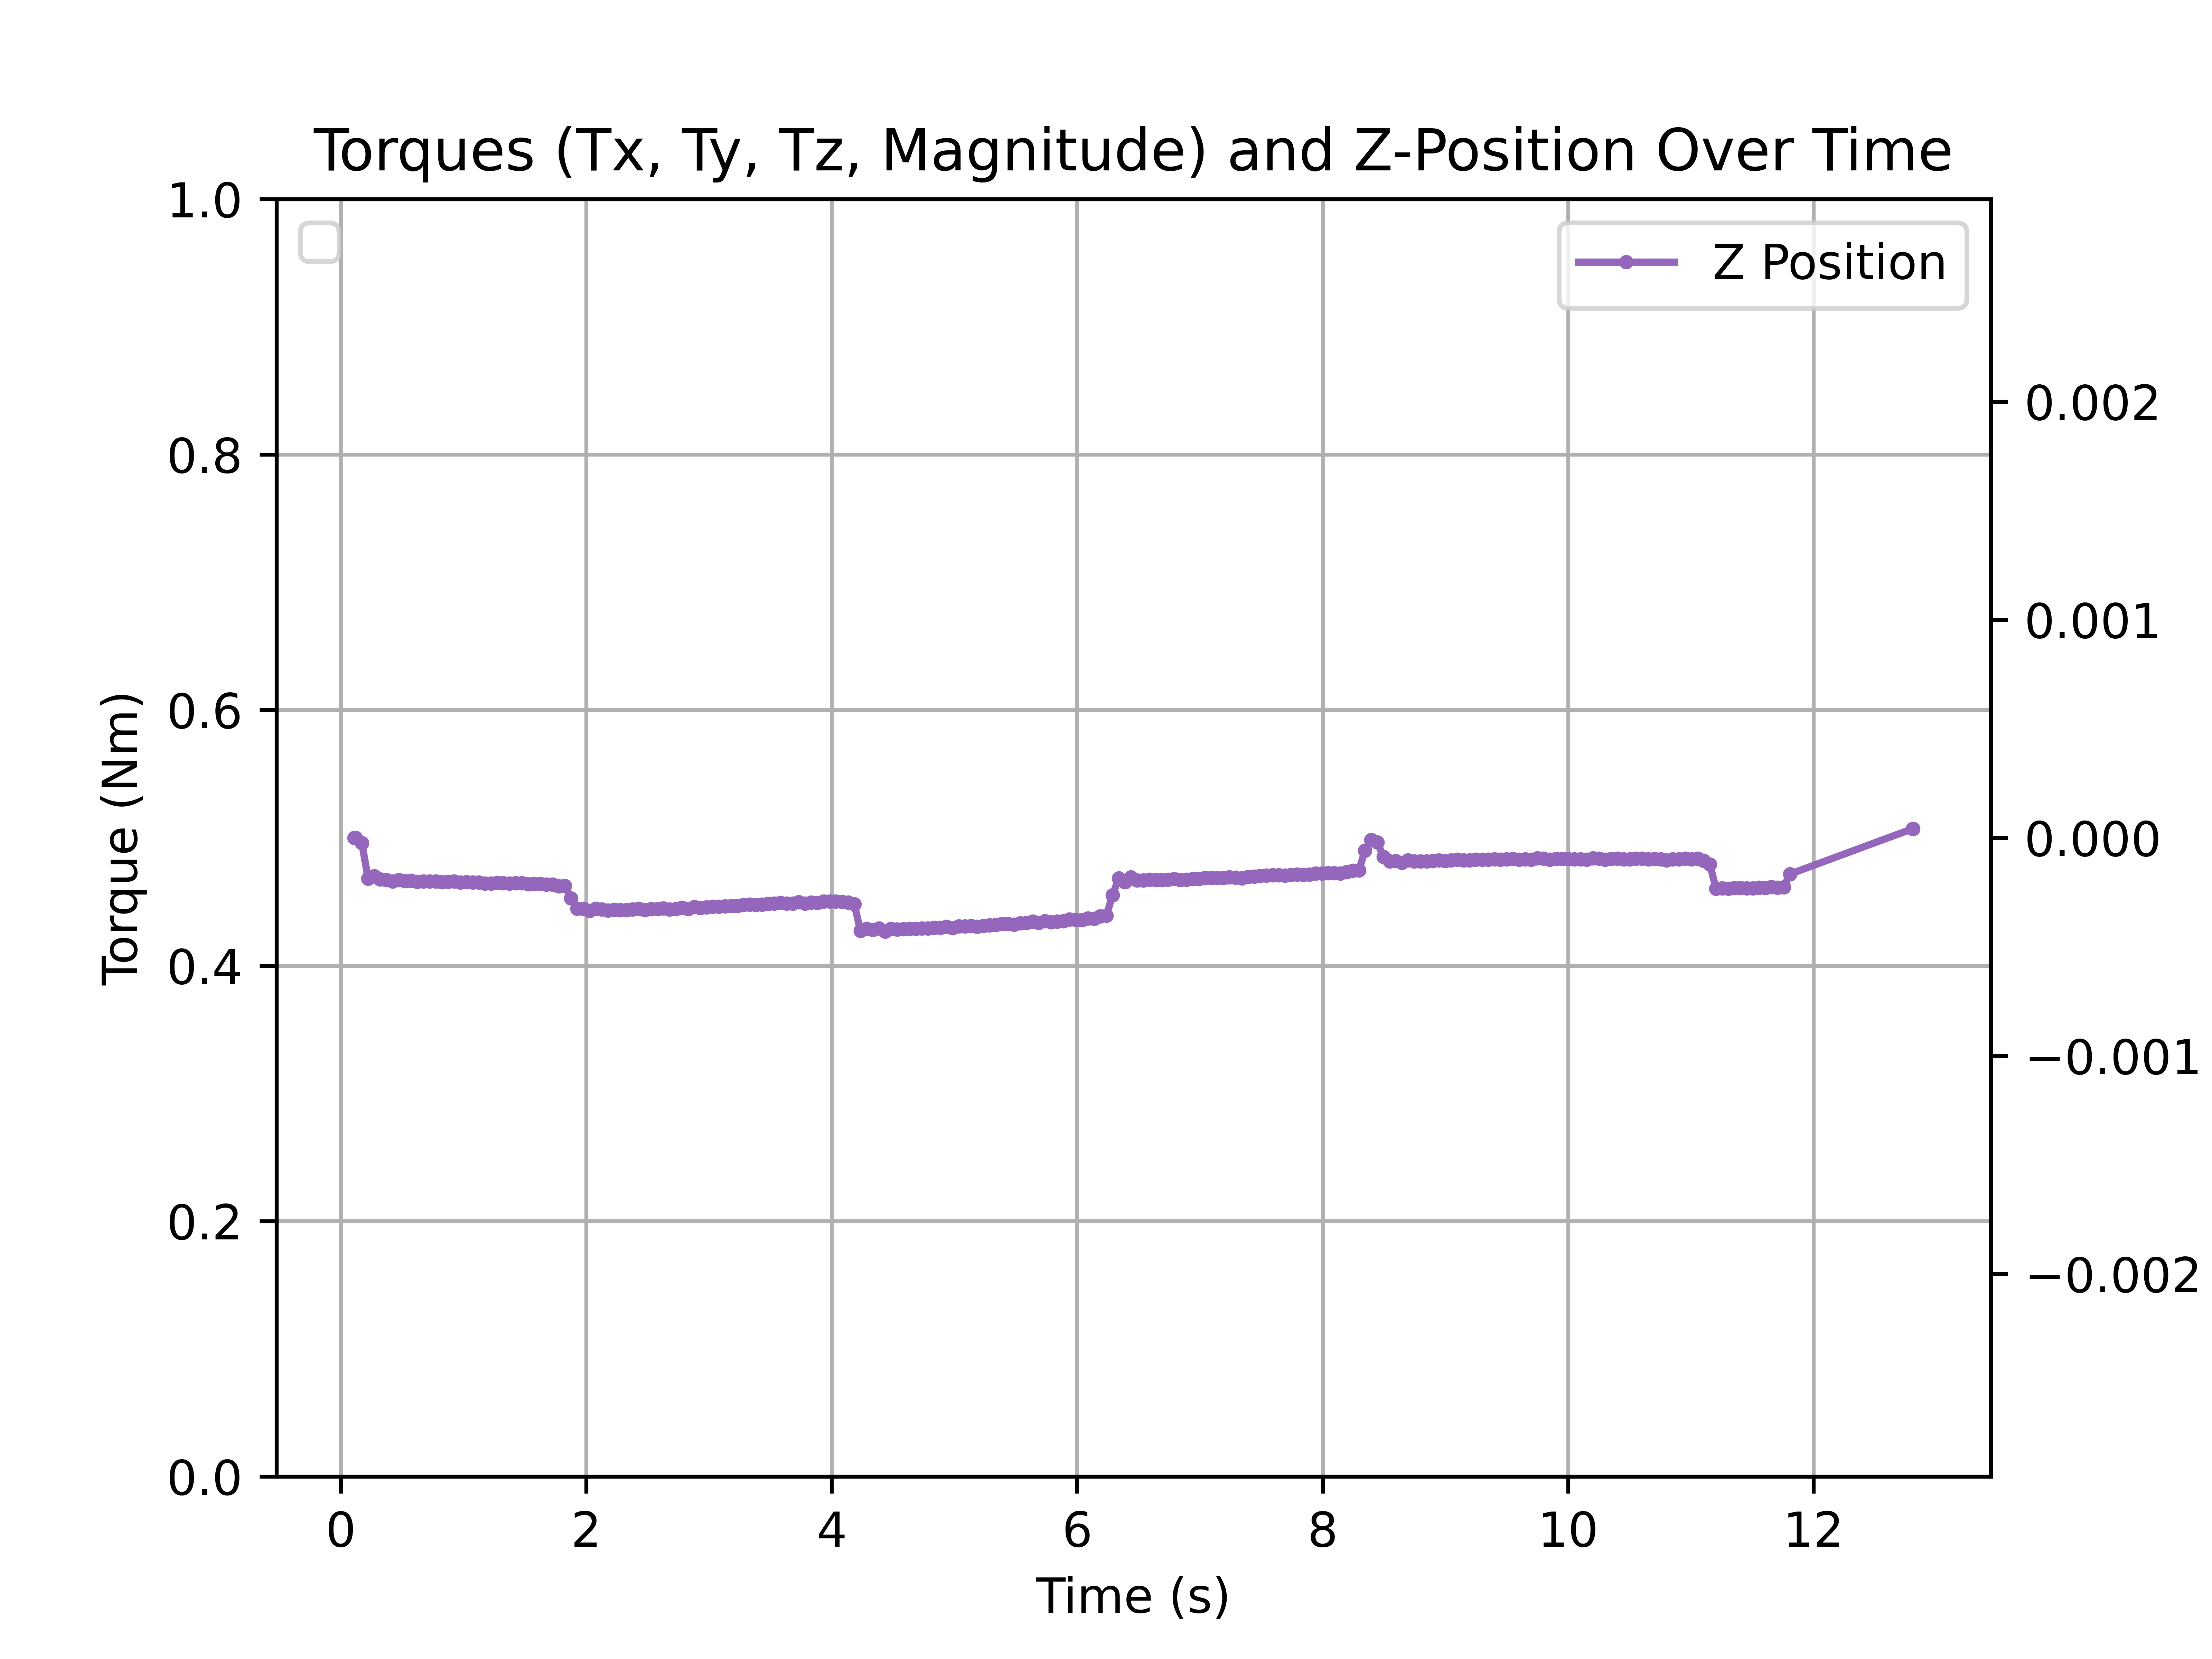 Torques (Tx, Ty, Tz, Magnitude) and Z-Position Over Time
Z Position
1.0
0.8
0.6
0.4
0.2
0.0
Torque (Nm)
0.002
0.001
0.000
−0.001
−0.002
0 2 4 6 8 10 12
Time (s)